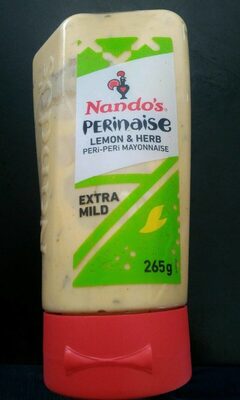 Nando's
PERinaise
LEMON & HERB
PERi-PERi MAYONNAISE
EXTRA
MILD
265g